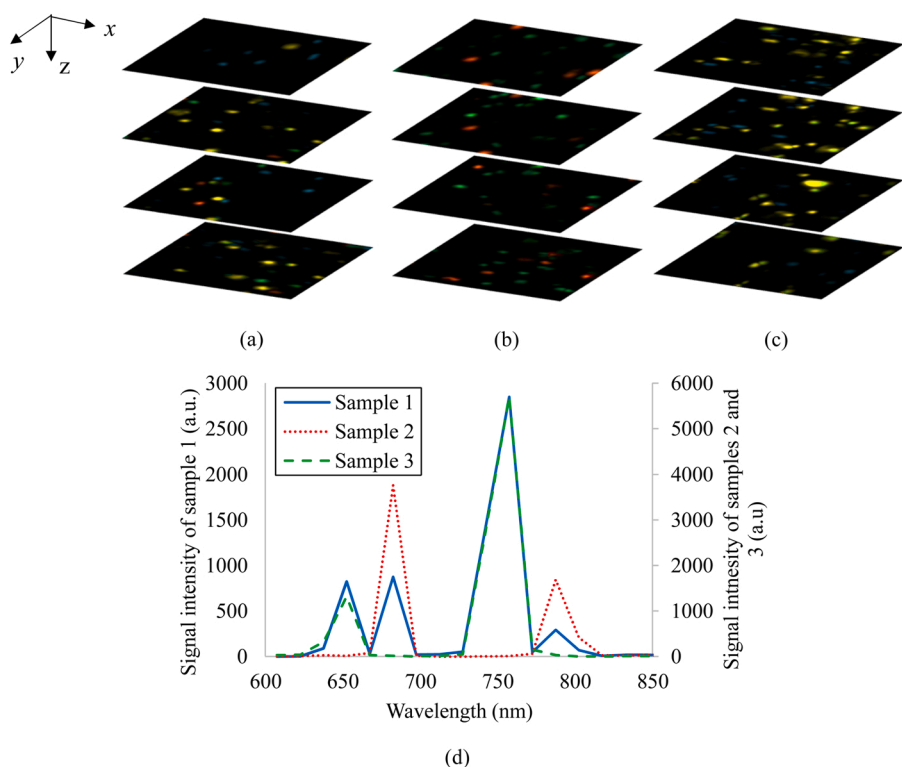 x
y
z
(a)
(b)
(c)
Signal intensity of sample 1 (a.u.)
3000
2500
2000
1500
1000
500
0
Sample 1
Sample 2
Sample 3
6000
5000
4000
3000
2000
1000
0
Signal intnesity of samples 2 and
3 (a.u)
600
650
700
750
800
850
Wavelength (nm)
(d)